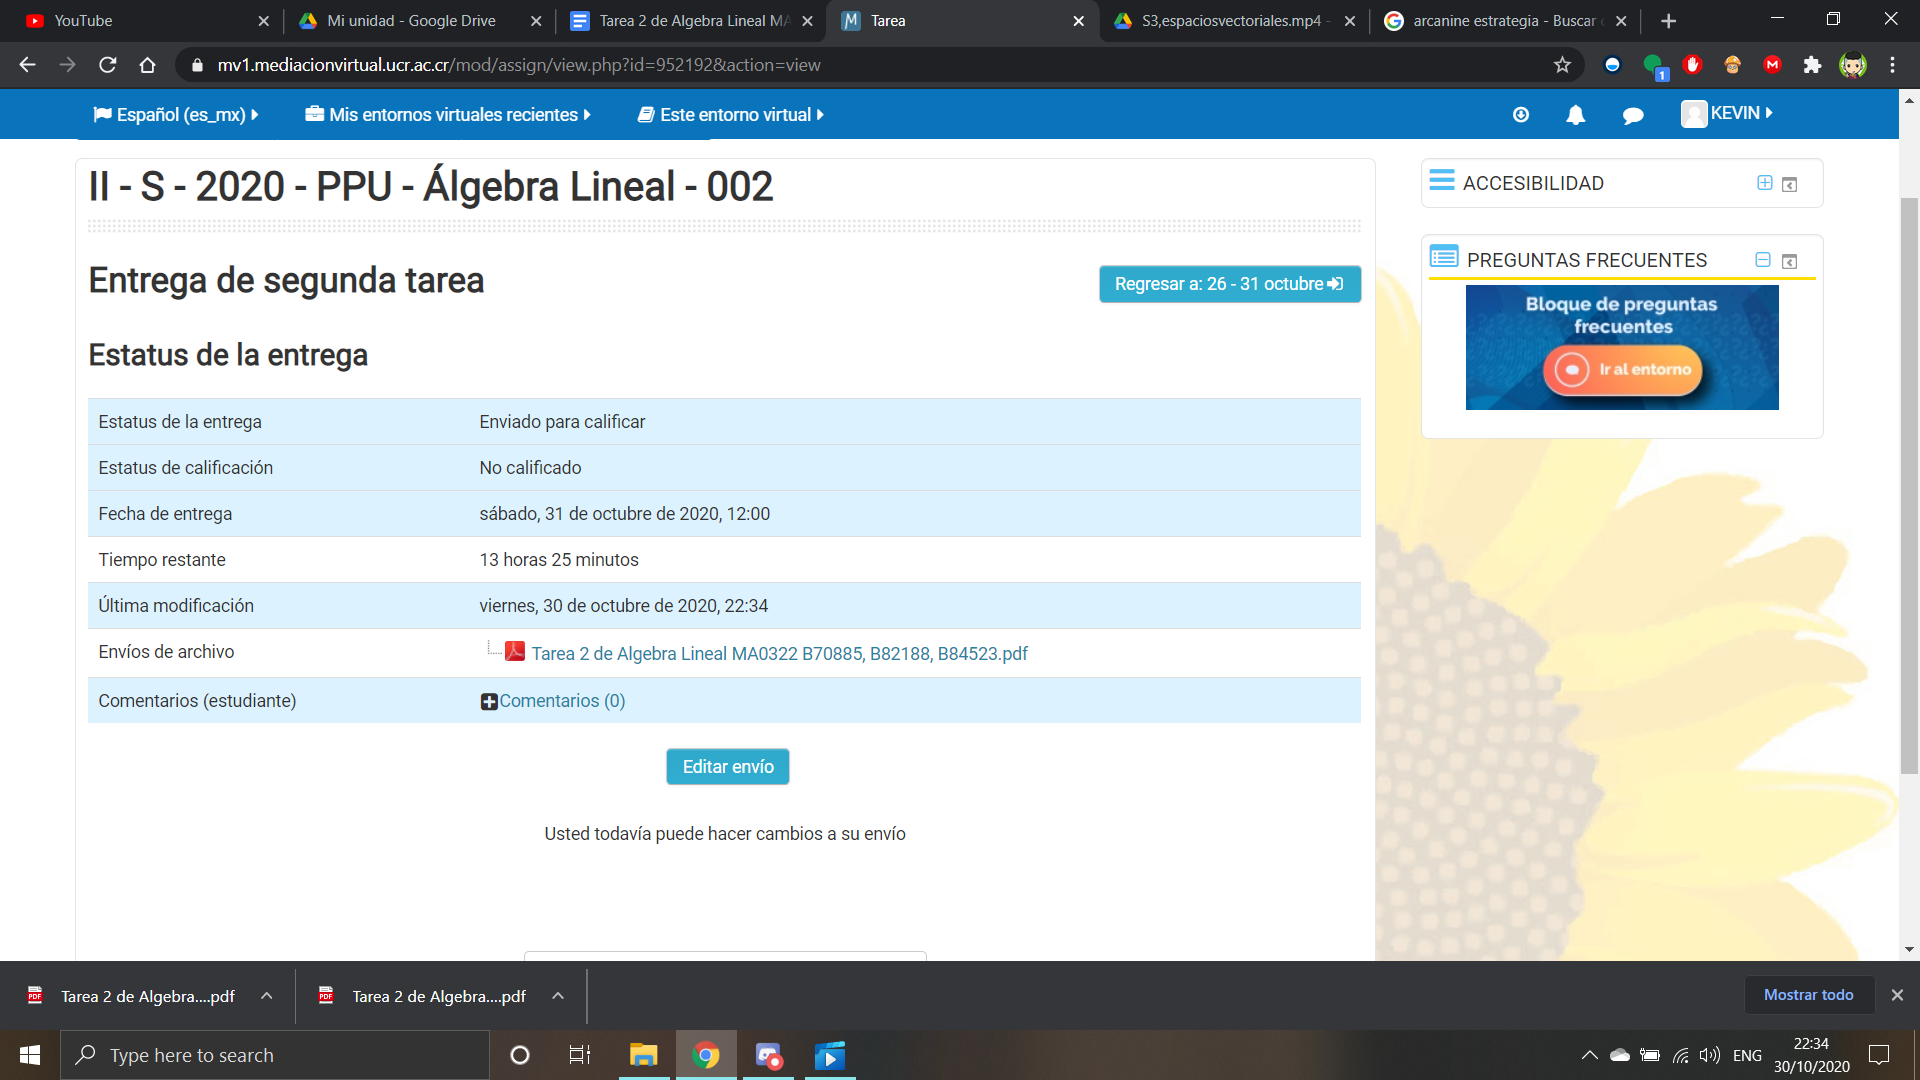 YouTube
Mi unidad - Google Drive
Tarea 2 de Algebra Lineal MA
Tarea
S3,espaciosvectoriales.mp4 -
arcanine estrategia - Buscar
mv1.mediacionvirtual.ucr.ac.cr/mod/assign/view.php?id=952192&action=view
1
Español (es_mx)
Mis entornos virtuales recientes
Este entorno virtual
KEVIN
II - S - 2020 - PPU - Álgebra Lineal - 002
Entrega de segunda tarea
Regresar a: 26 - 31 octubre
Estatus de la entrega
Estatus de la entrega Enviado para calificar
Estatus de calificación No calificado
Fecha de entrega sábado, 31 de octubre de 2020, 12:00
Tiempo restante 13 horas 25 minutos
Última modificación viernes, 30 de octubre de 2020, 22:34
Envíos de archivo Tarea 2 de Algebra Lineal MA0322 B70885, B82188, B84523.pdf
Comentarios (estudiante) Comentarios (0)
Editar envío
Usted todavía puede hacer cambios a su envío
ACCESIBILIDAD
PREGUNTAS FRECUENTES
Bloque de preguntas
frecuentes
Ir al entorno
Tarea 2 de Algebra....pdf
Tarea 2 de Algebra....pdf
Mostrar todo
Type here to search
ENG
22:34
30/10/2020